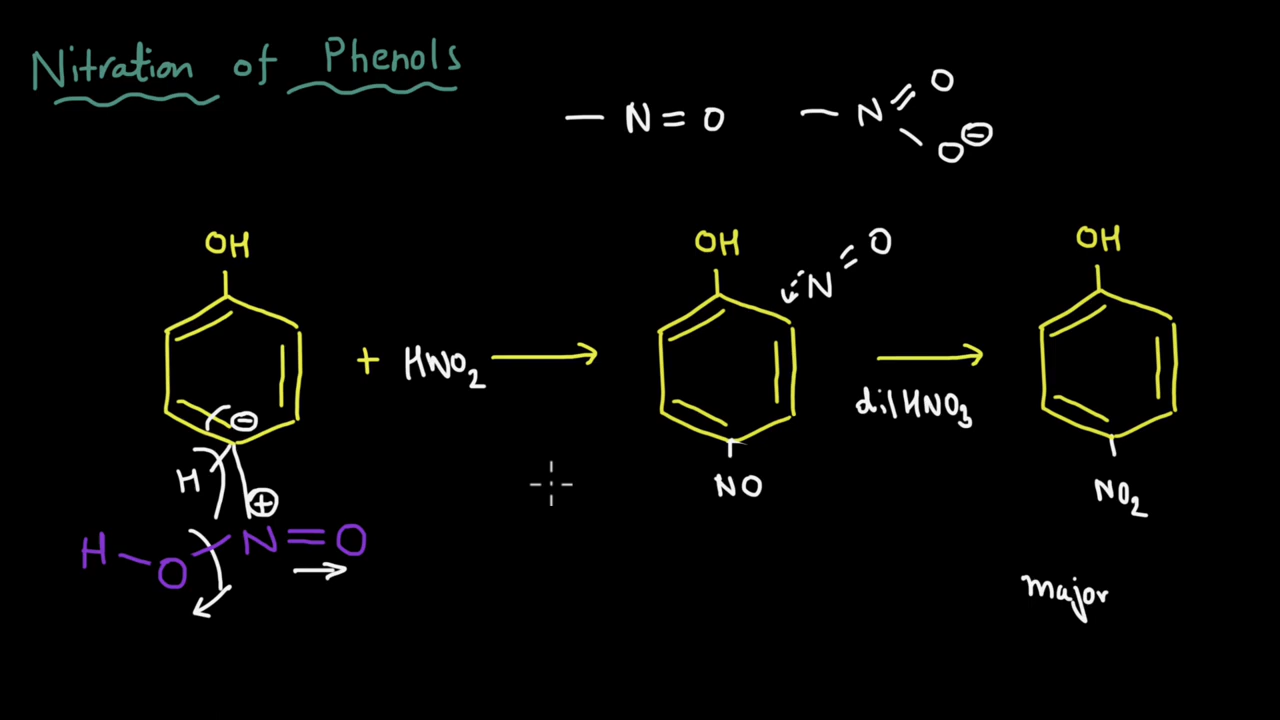 Nitration of Phenols
— N = O
— N = O
O ⊖
OH
OH
N = O
OH
+ HNO₂ →
→
dil HNO₃
⊖
H
⊕
H — O — N = O
NO
NO₂
major